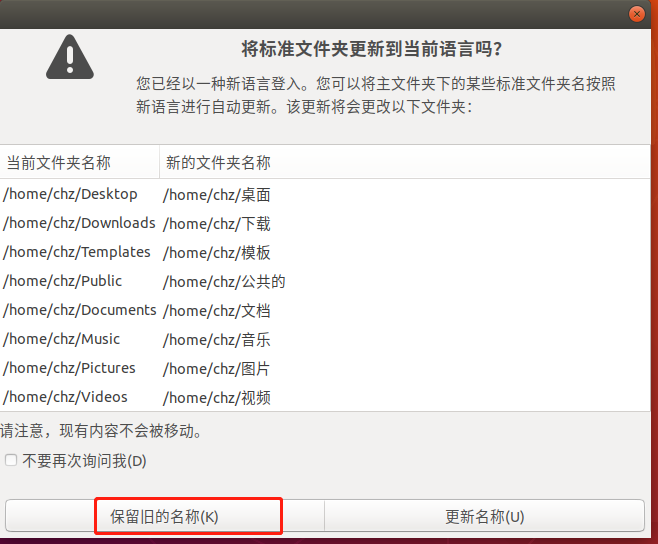 将标准文件夹更新到当前语言吗?
您已经以一种新语言登入。您可以将主文件夹下的某些标准文件夹名按照
新语言进行自动更新。该更新将会更改以下文件夹:
当前文件夹名称 新的文件夹名称
/home/chz/Desktop /home/chz/桌面
/home/chz/Downloads /home/chz/下载
/home/chz/Templates /home/chz/模板
/home/chz/Public /home/chz/公共的
/home/chz/Documents /home/chz/文档
/home/chz/Music /home/chz/音乐
/home/chz/Pictures /home/chz/图片
/home/chz/Videos /home/chz/视频
请注意，现有内容不会被移动。
不要再次询问我(D)
保留旧的名称(K) 更新名称(U)